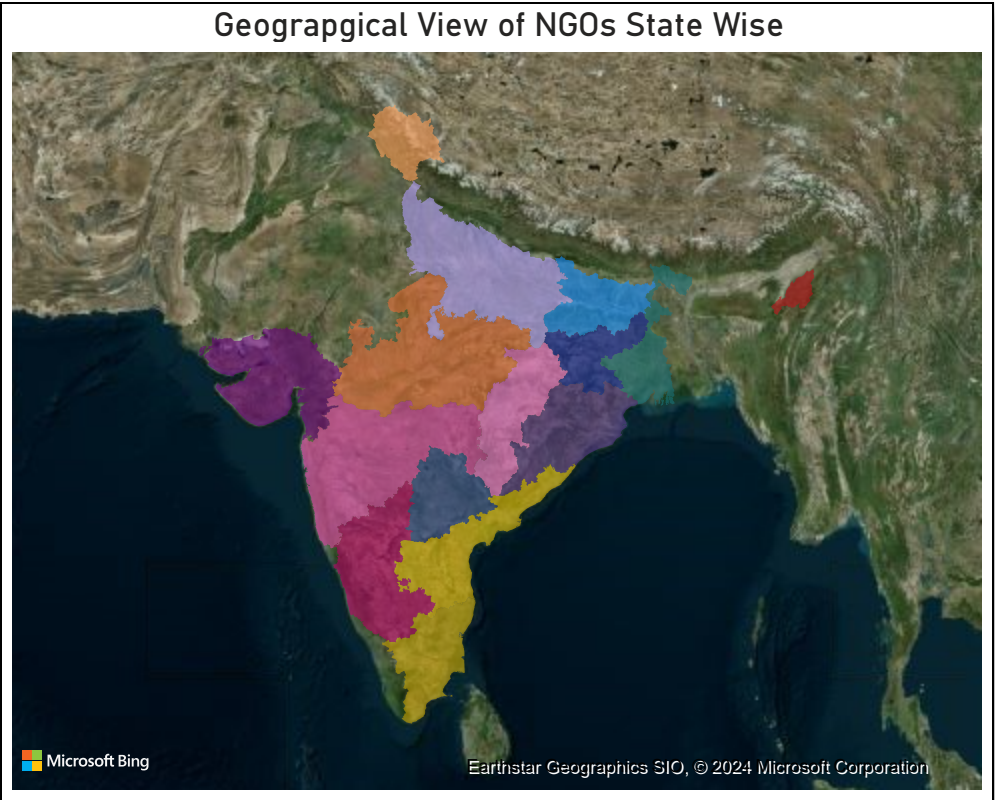 Geograpgical View of NGOs State Wise
Microsoft Bing
Earthstar Geographics SIO, © 2024 Microsoft Corporation